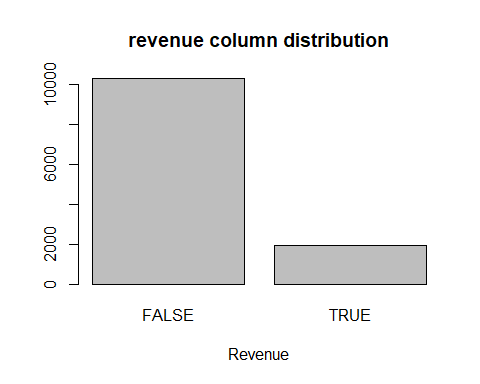 revenue column distribution
10000
6000
2000
0
FALSE TRUE
Revenue